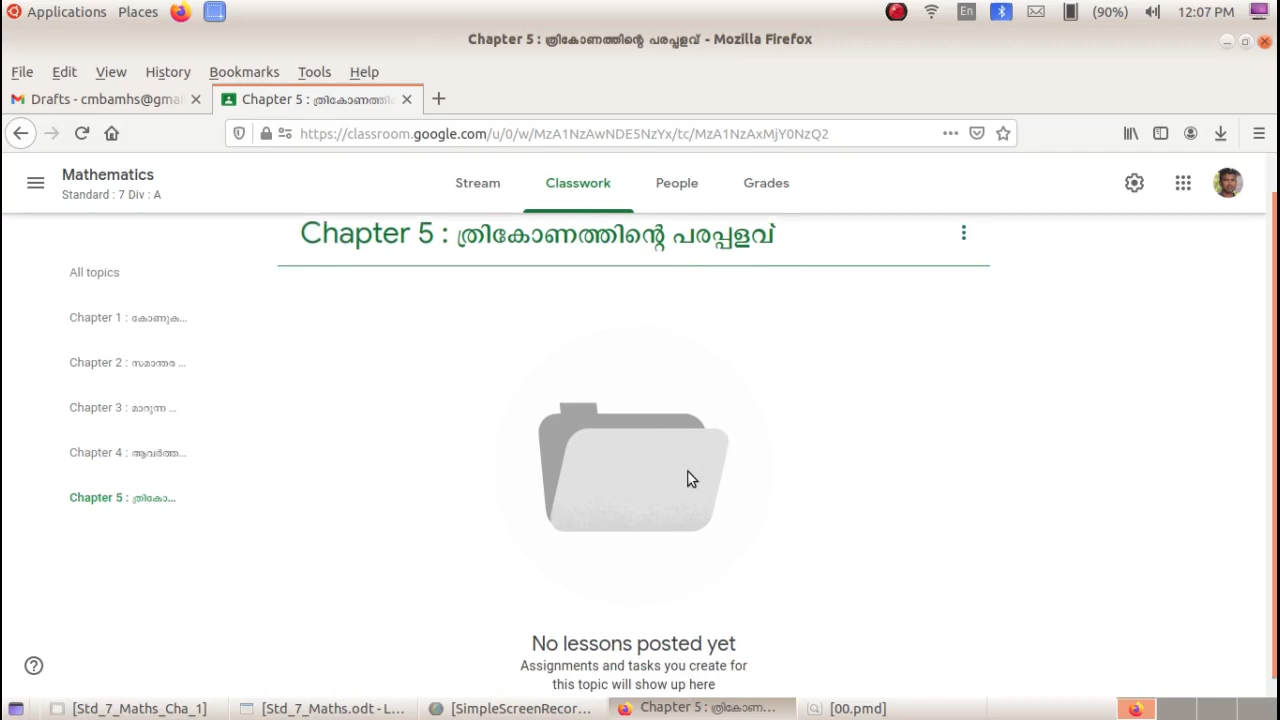 Applications Places En (90%) 12:07 PM
Chapter 5 : ത്രികോണത്തിന്റെ പരപ്പളവ് - Mozilla Firefox
File Edit View History Bookmarks Tools Help
Drafts - cmbamhs@gmai Chapter 5 : ത്രികോണത്തി
https://classroom.google.com/u/0/w/MzA1NzAwNDE5NzYx/tc/MzA1NzAxMjY0NzQ2
Mathematics
Standard : 7 Div : A
Stream Classwork People Grades
Chapter 5 : ത്രികോണത്തിന്റെ പരപ്പളവ്
All topics
Chapter 1 : കോണുക...
Chapter 2 : സമാന്തര ...
Chapter 3 : മാറുന്ന ...
Chapter 4 : ആവർത്ത...
Chapter 5 : ത്രികോ...
No lessons posted yet
Assignments and tasks you create for
this topic will show up here
[Std_7_Maths_Cha_1] [Std_7_Maths.odt - L... [SimpleScreenRecor... Chapter 5 : ത്രികോണ... [00.pmd]